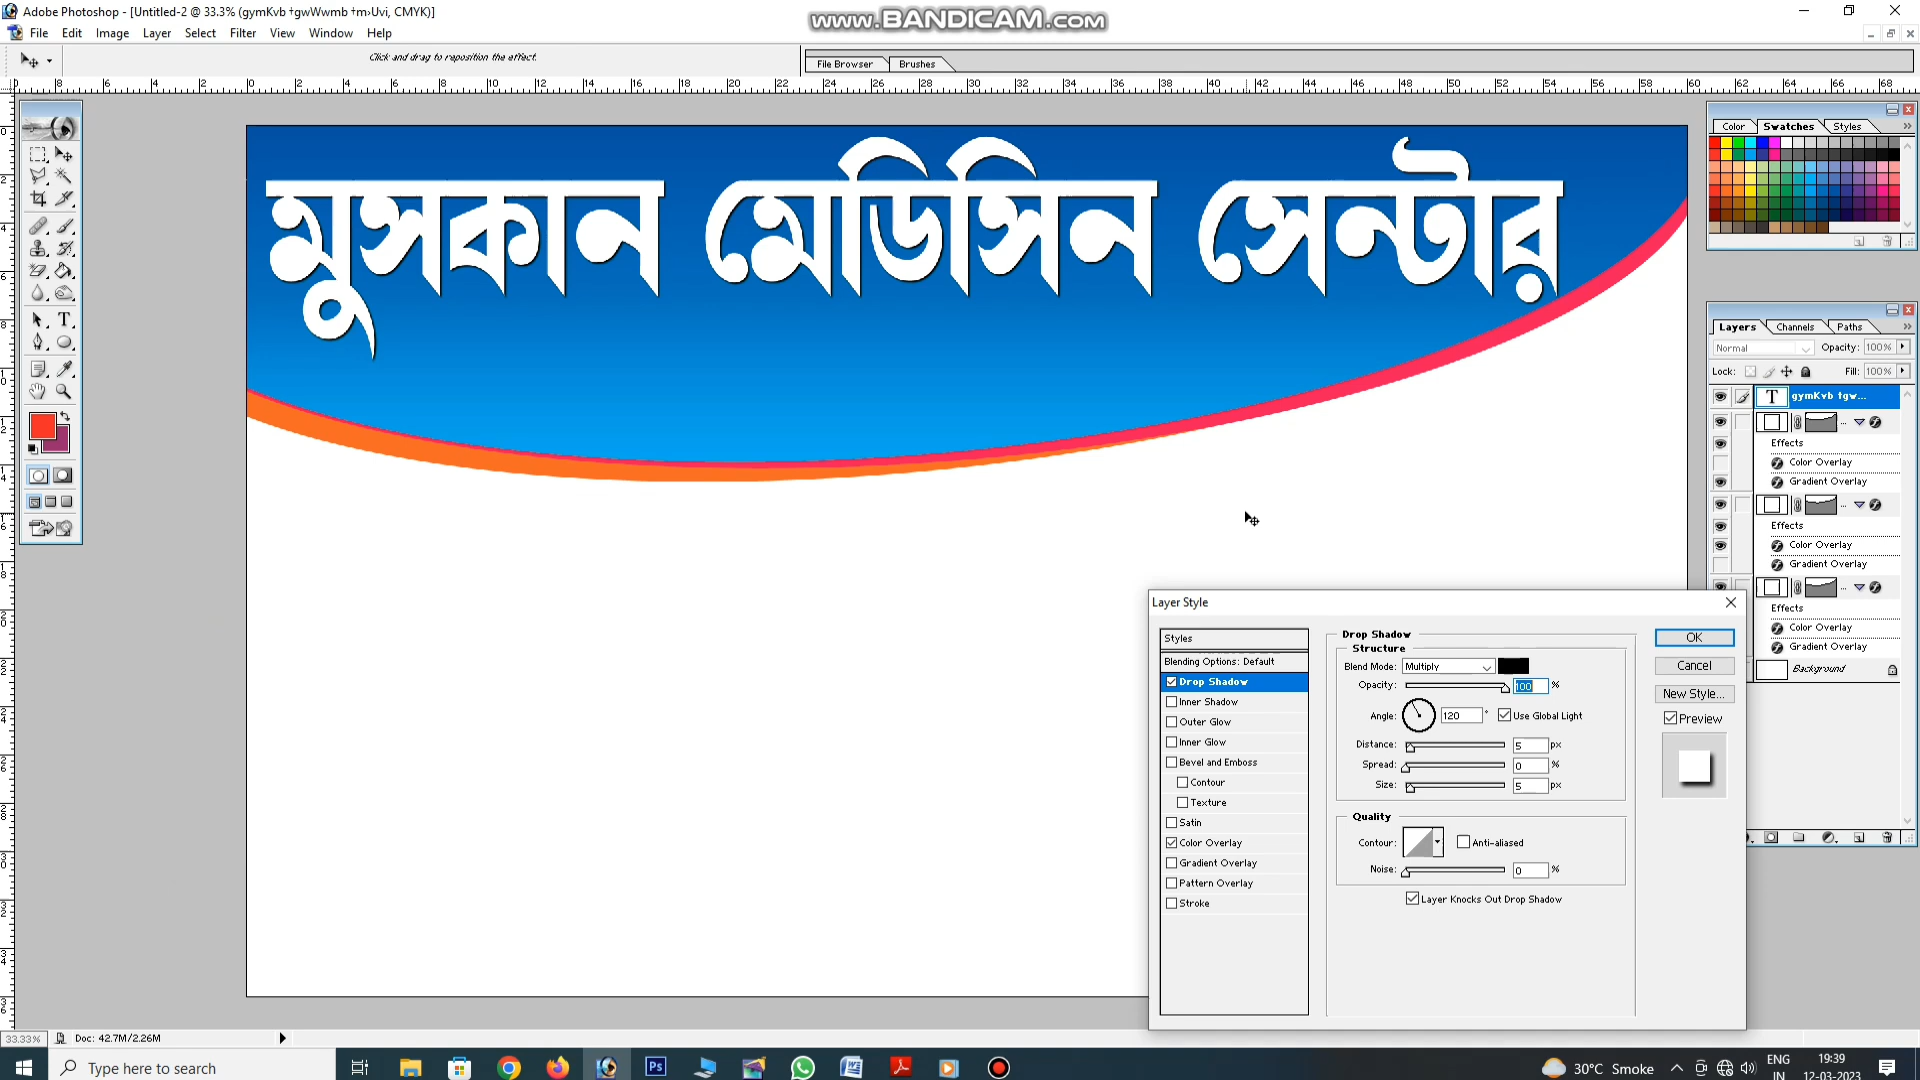 Adobe Photoshop - [Untitled-2 @ 33.3% (gymKvb †gwWwmb †m›Uvi, CMYK)]
www.BANDICAM.com
File Edit Image Layer Select Filter View Window Help
Click and drag to reposition the effect.
File Browser Brushes
মুসকান মেডিসিন সেন্টার
Color Swatches Styles
Layers Channels Paths
Normal Opacity: 100%
Lock: Fill: 100%
T gymKvb †gw...
Effects
Color Overlay
Gradient Overlay
Effects
Color Overlay
Gradient Overlay
Effects
Color Overlay
Gradient Overlay
Background
Layer Style
Styles
Blending Options: Default
Drop Shadow
Inner Shadow
Outer Glow
Inner Glow
Bevel and Emboss
Contour
Texture
Satin
Color Overlay
Gradient Overlay
Pattern Overlay
Stroke
Drop Shadow
Structure
Blend Mode: Multiply
Opacity: 100 %
Angle: 120 ° Use Global Light
Distance: 5 px
Spread: 0 %
Size: 5 px
Quality
Contour: Anti-aliased
Noise: 0 %
Layer Knocks Out Drop Shadow
OK
Cancel
New Style...
Preview
33.33% Doc: 42.7M/2.26M
Type here to search
30°C Smoke
ENG
IN
19:39
12-03-2023